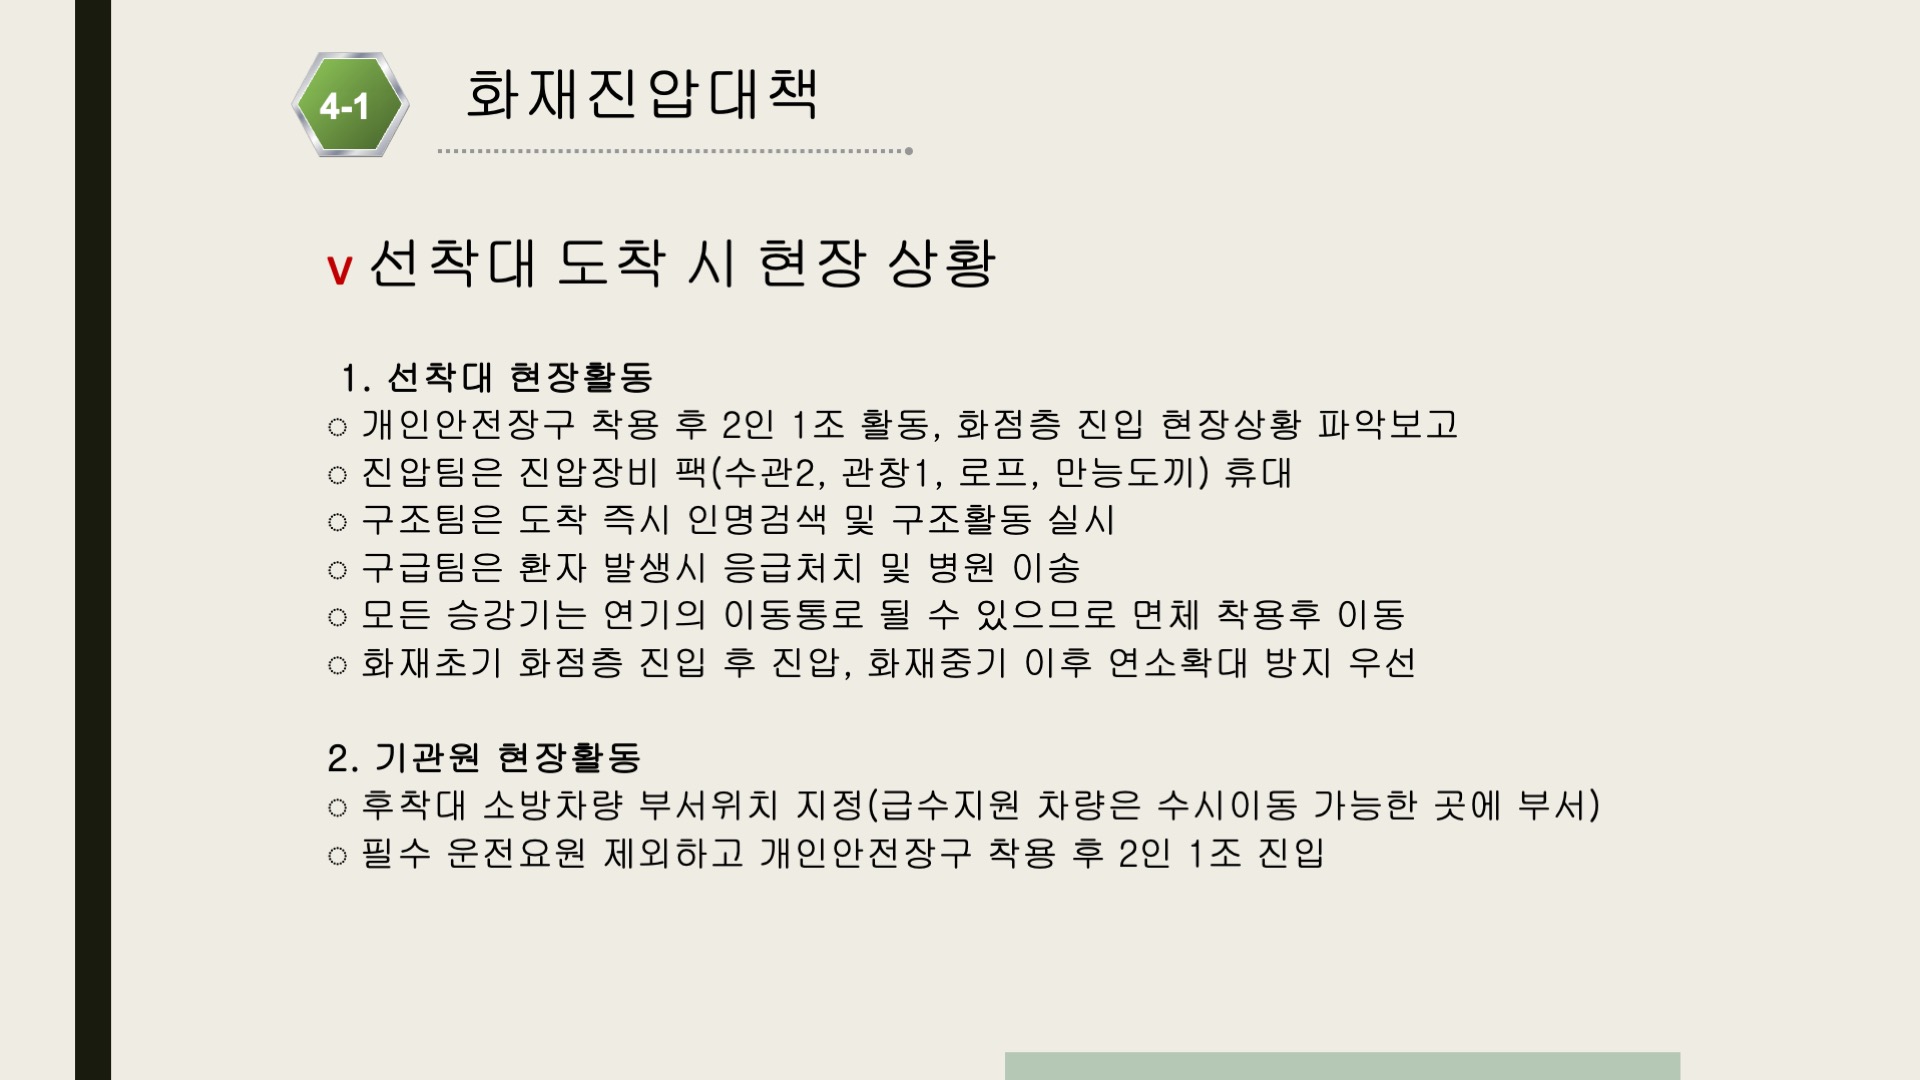 4-1
화재진압대책
v 선착대 도착 시 현장 상황
1. 선착대 현장활동
◌ 개인안전장구 착용 후 2인 1조 활동, 화점층 진입 현장상황 파악보고
◌ 진압팀은 진압장비 팩(수관2, 관창1, 로프, 만능도끼) 휴대
◌ 구조팀은 도착 즉시 인명검색 및 구조활동 실시
◌ 구급팀은 환자 발생시 응급처치 및 병원 이송
◌ 모든 승강기는 연기의 이동통로 될 수 있으므로 면체 착용후 이동
◌ 화재초기 화점층 진입 후 진압, 화재중기 이후 연소확대 방지 우선
2. 기관원 현장활동
◌ 후착대 소방차량 부서위치 지정(급수지원 차량은 수시이동 가능한 곳에 부서)
◌ 필수 운전요원 제외하고 개인안전장구 착용 후 2인 1조 진입